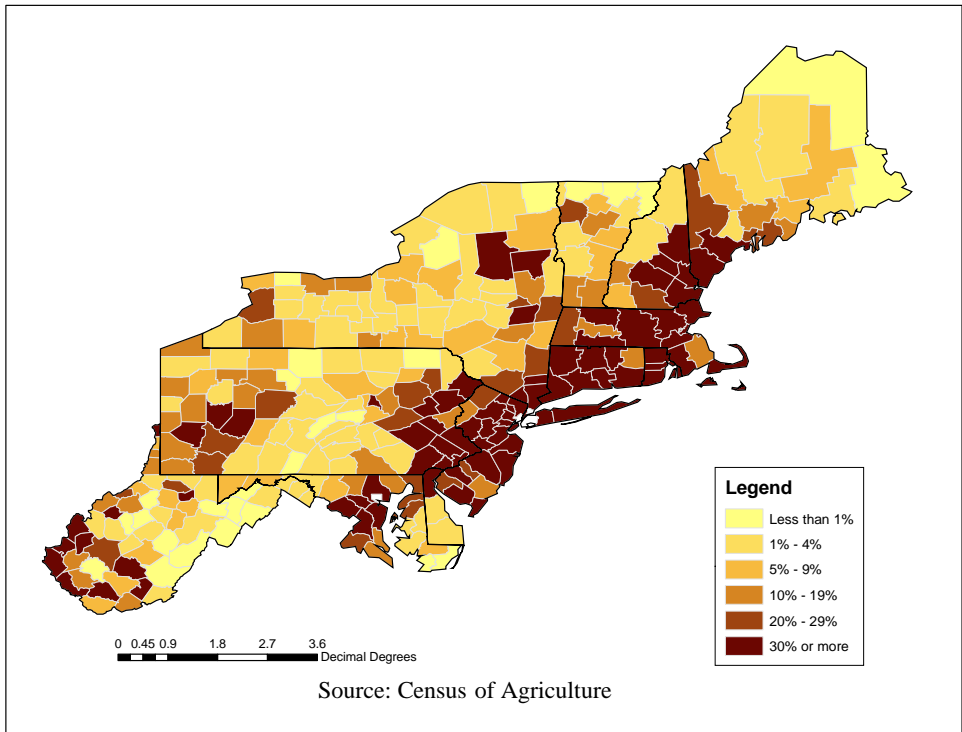 Legend
Less than 1%
1% - 4%
5% - 9%
10% - 19%
20% - 29%
30% or more
0 0.45 0.9 1.8 2.7 3.6
Decimal Degrees
Source: Census of Agriculture